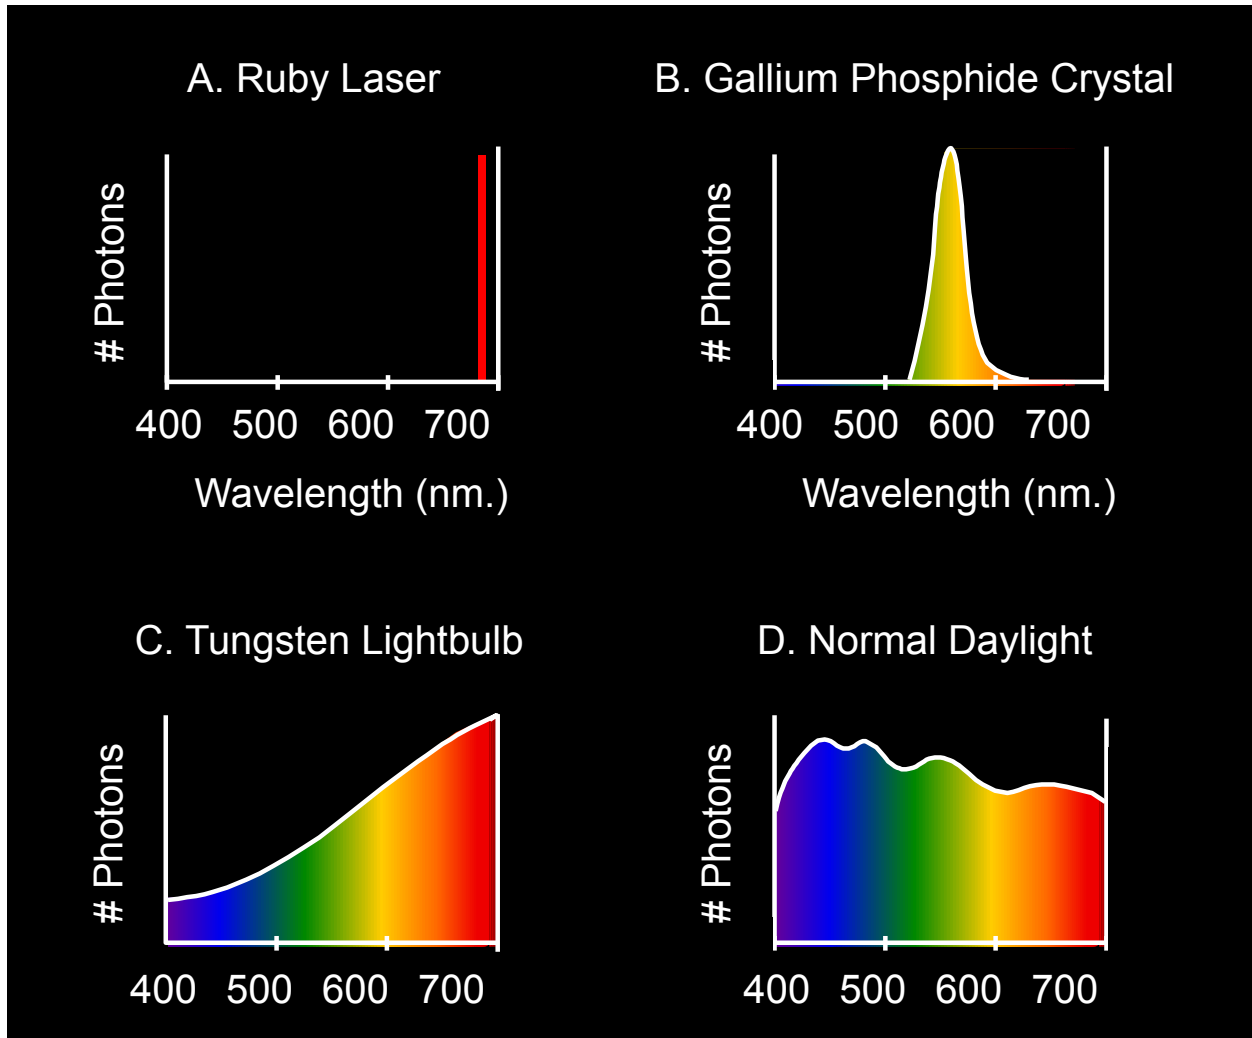 A. Ruby Laser
# Photons
400 500 600 700
Wavelength (nm.)
B. Gallium Phosphide Crystal
# Photons
400 500 600 700
Wavelength (nm.)
C. Tungsten Lightbulb
# Photons
400 500 600 700
D. Normal Daylight
# Photons
400 500 600 700